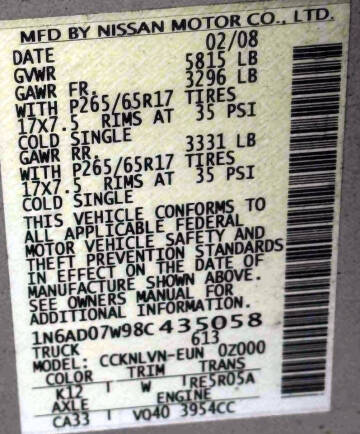 MFD BY NISSAN MOTOR CO., LTD.
DATE 02/08
GVWR 5815 LB
GAWR FR. 3296 LB
WITH P265/65R17 TIRES
17X7.5 RIMS AT 35 PSI
COLD SINGLE
GAWR RR. 3331 LB
WITH P265/65R17 TIRES
17X7.5 RIMS AT 35 PSI
COLD SINGLE
THIS VEHICLE CONFORMS TO
ALL APPLICABLE FEDERAL
MOTOR VEHICLE SAFETY AND
THEFT PREVENTION STANDARDS
IN EFFECT ON THE DATE OF
MANUFACTURE SHOWN ABOVE.
SEE OWNERS MANUAL FOR
ADDITIONAL INFORMATION.
1N6AD07W98C435058
TRUCK 613
MODEL: CCKNLVN-EUN 0Z000
COLOR TRIM TRANS
K12 W RE5R05A
AXLE ENGINE
CA33 VQ40 3954CC